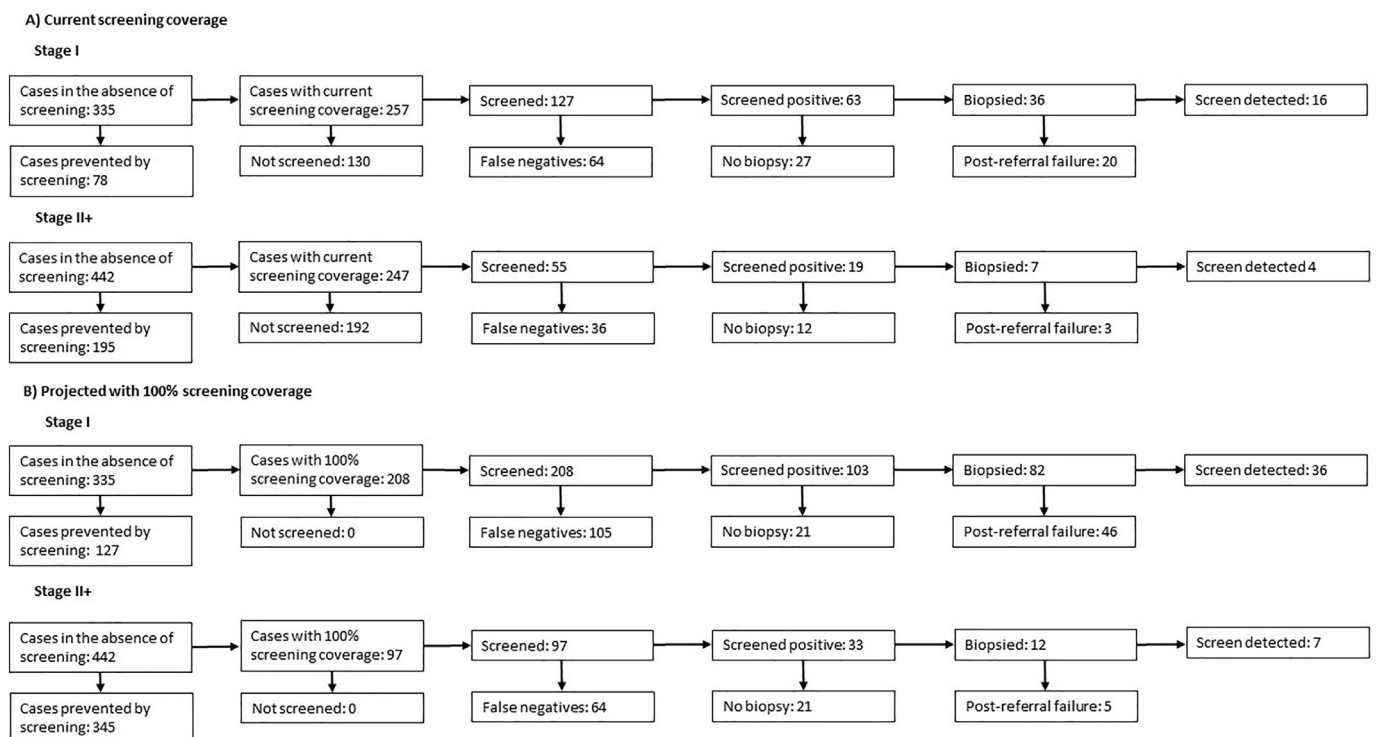 A) Current screening coverage
Stage I
Cases in the absence of
screening: 335
Cases with current
screening coverage: 257
Screened: 127
Screened positive: 63
Biopsied: 36
Screen detected: 16
Cases prevented by
screening: 78
Not screened: 130
False negatives: 64
No biopsy: 27
Post-referral failure: 20
Stage II+
Cases in the absence of
screening: 442
Cases with current
screening coverage: 247
Screened: 55
Screened positive: 19
Biopsied: 7
Screen detected 4
Cases prevented by
screening: 195
Not screened: 192
False negatives: 36
No biopsy: 12
Post-referral failure: 3
B) Projected with 100% screening coverage
Stage I
Cases in the absence of
screening: 335
Cases with 100%
screening coverage: 208
Screened: 208
Screened positive: 103
Biopsied: 82
Screen detected: 36
Cases prevented by
screening: 127
Not screened: 0
False negatives: 105
No biopsy: 21
Post-referral failure: 46
Stage II+
Cases in the absence of
screening: 442
Cases with 100%
screening coverage: 97
Screened: 97
Screened positive: 33
Biopsied: 12
Screen detected: 7
Cases prevented by
screening: 345
Not screened: 0
False negatives: 64
No biopsy: 21
Post-referral failure: 5